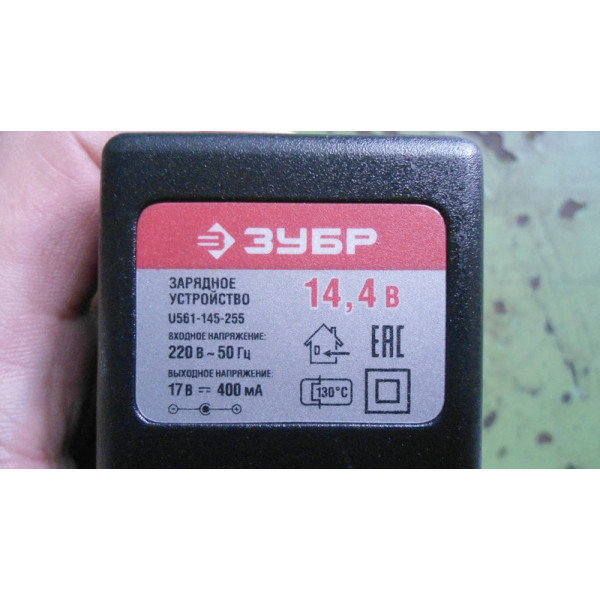 ЗУБР
ЗАРЯДНОЕ
УСТРОЙСТВО
14,4 В
U561-145-255
ВХОДНОЕ НАПРЯЖЕНИЕ:
220 В ~ 50 Гц
EAC
ВЫХОДНОЕ НАПРЯЖЕНИЕ:
17 В ⎓ 400 мА
130°C